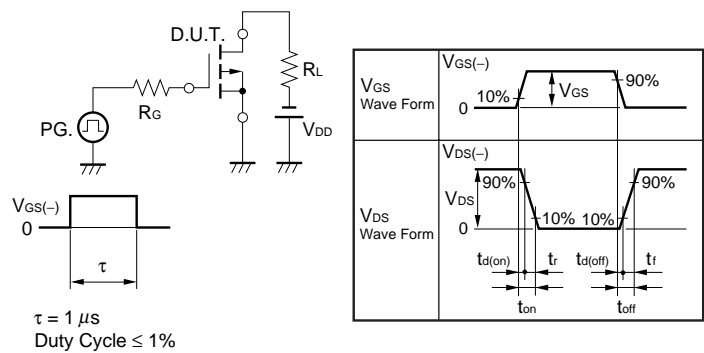 D.U.T.
RL
RG
PG.
VDD
VGS(−)
0
τ
τ = 1 μs
Duty Cycle ≤ 1%
VGS
Wave Form
VGS(−)
10%
0
VGS
90%
VDS
Wave Form
VDS(−)
VDS
90%
0
10%
10%
90%
td(on)
tr
td(off)
tf
ton
toff